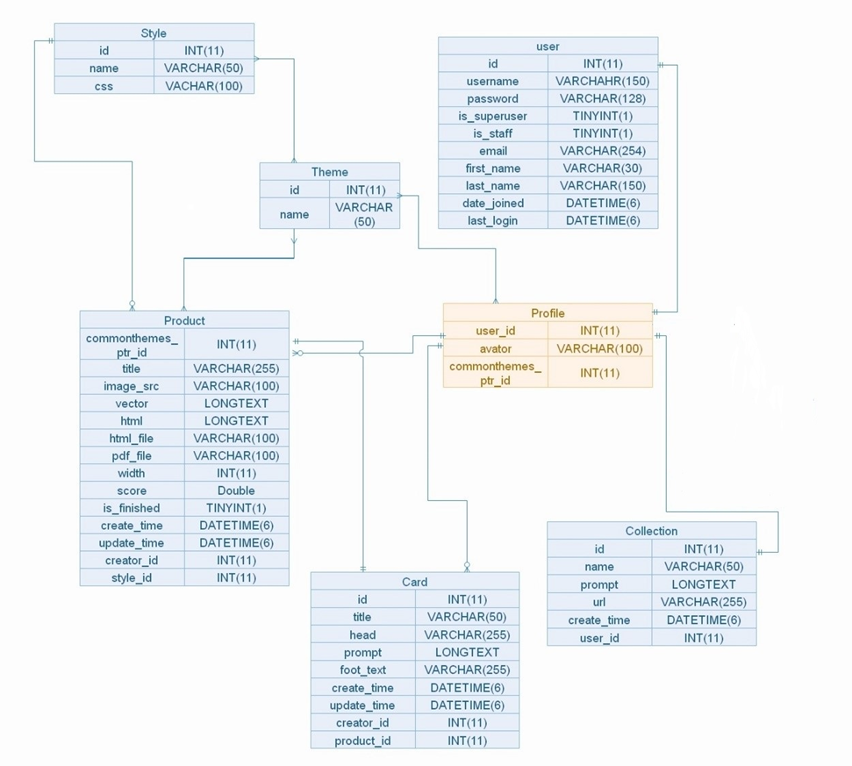 Style
id INT(11)
name VARCHAR(50)
css VACHAR(100)
user
id INT(11)
username VARCHAHR(150)
password VARCHAR(128)
is_superuser TINYINT(1)
is_staff TINYINT(1)
email VARCHAR(254)
first_name VARCHAR(30)
last_name VARCHAR(150)
date_joined DATETIME(6)
last_login DATETIME(6)
Theme
id INT(11)
name VARCHAR
(50)
Product
commonthemes_
ptr_id INT(11)
title VARCHAR(255)
image_src VARCHAR(100)
vector LONGTEXT
html LONGTEXT
html_file VARCHAR(100)
pdf_file VARCHAR(100)
width INT(11)
score Double
is_finished TINYINT(1)
create_time DATETIME(6)
update_time DATETIME(6)
creator_id INT(11)
style_id INT(11)
Profile
user_id INT(11)
avator VARCHAR(100)
commonthemes_
ptr_id INT(11)
Card
id INT(11)
title VARCHAR(50)
head VARCHAR(255)
prompt LONGTEXT
foot_text VARCHAR(255)
create_time DATETIME(6)
update_time DATETIME(6)
creator_id INT(11)
product_id INT(11)
Collection
id INT(11)
name VARCHAR(50)
prompt LONGTEXT
url VARCHAR(255)
create_time DATETIME(6)
user_id INT(11)